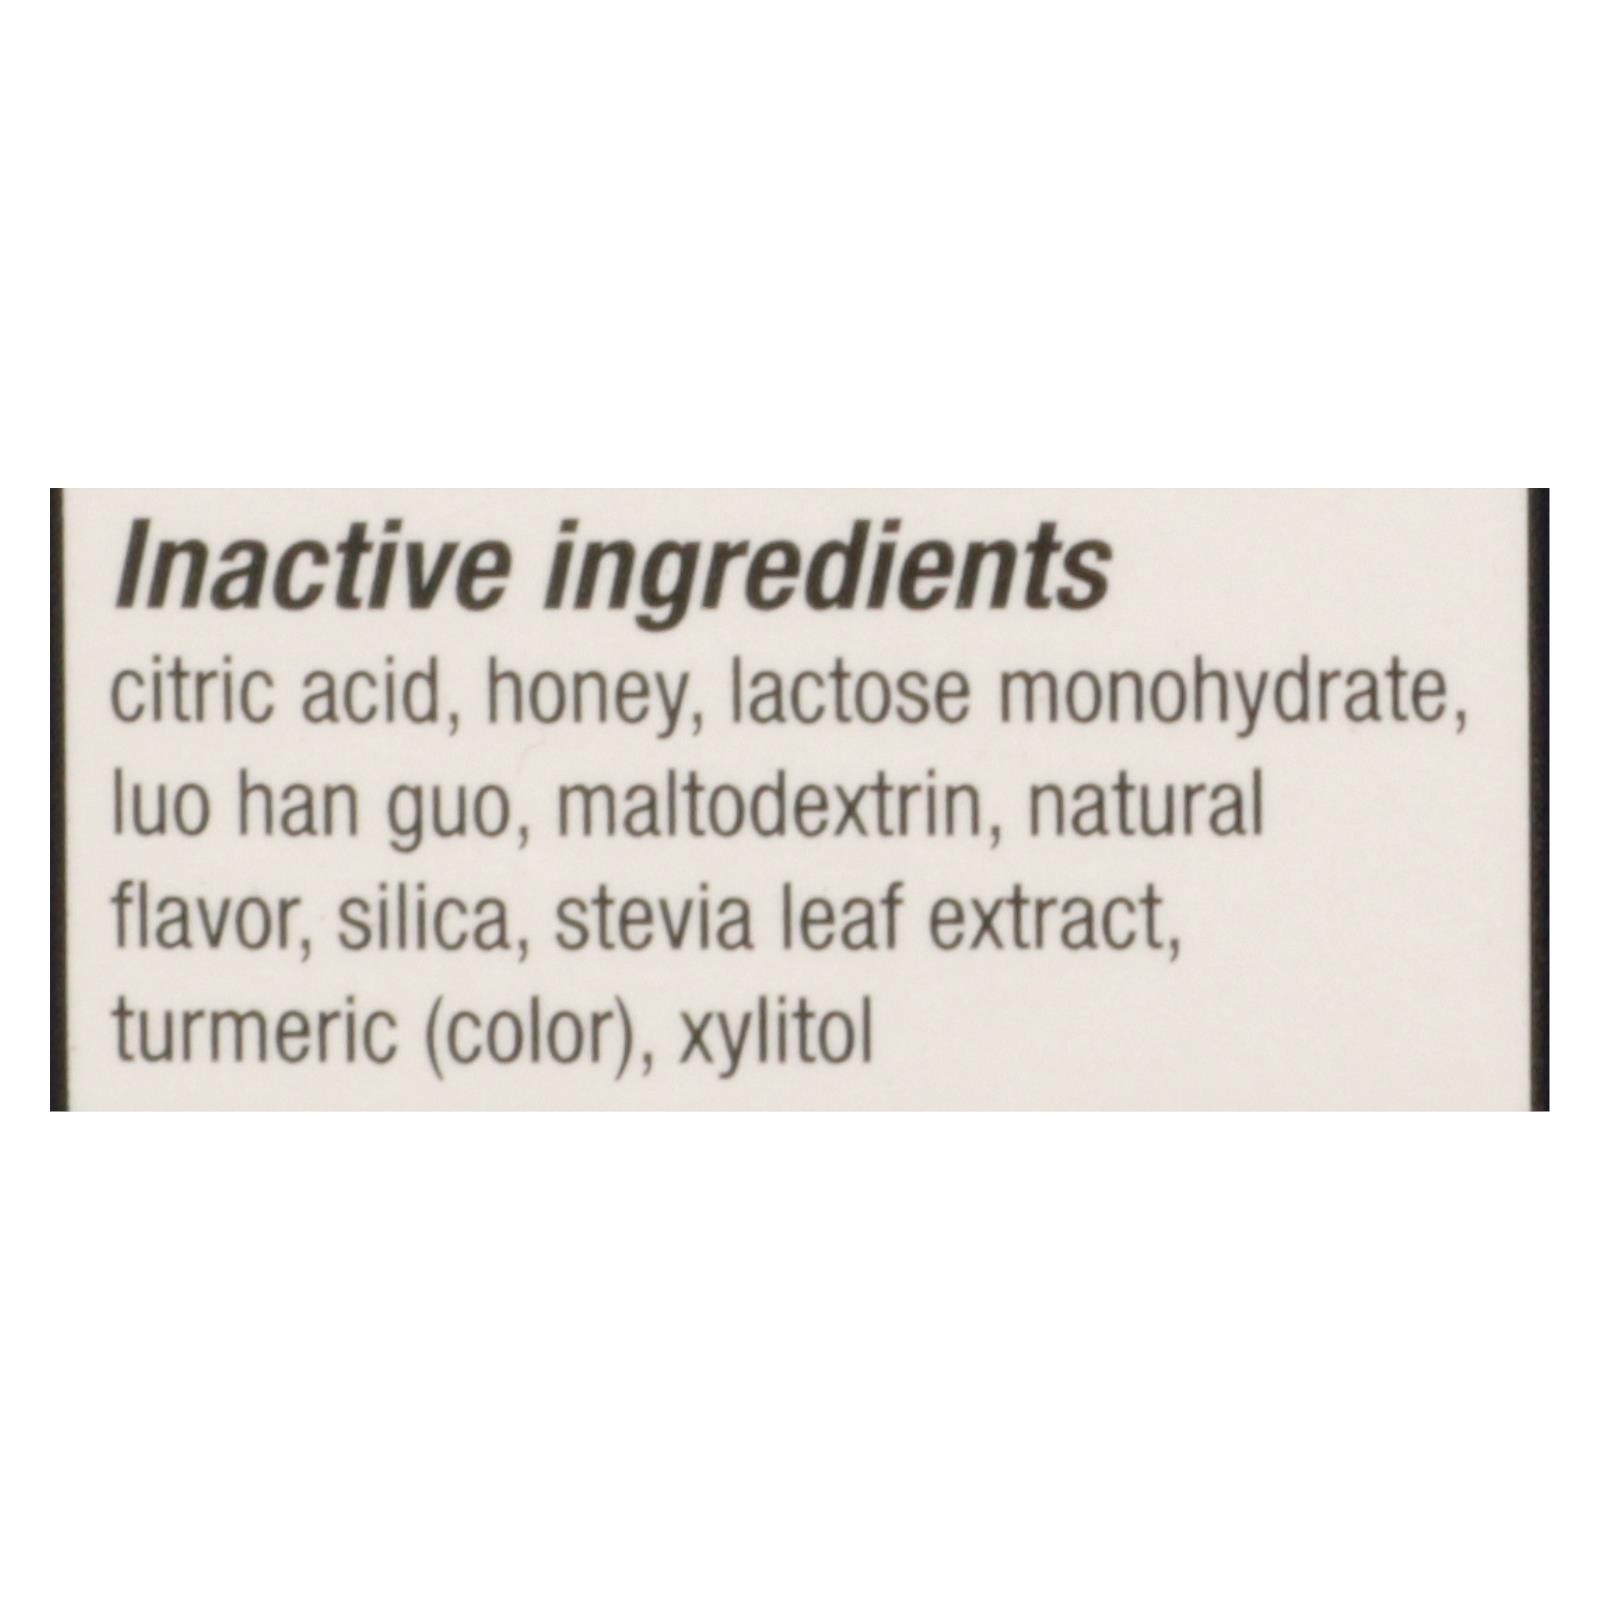 Inactive ingredients
citric acid, honey, lactose monohydrate,
luo han guo, maltodextrin, natural
flavor, silica, stevia leaf extract,
turmeric (color), xylitol